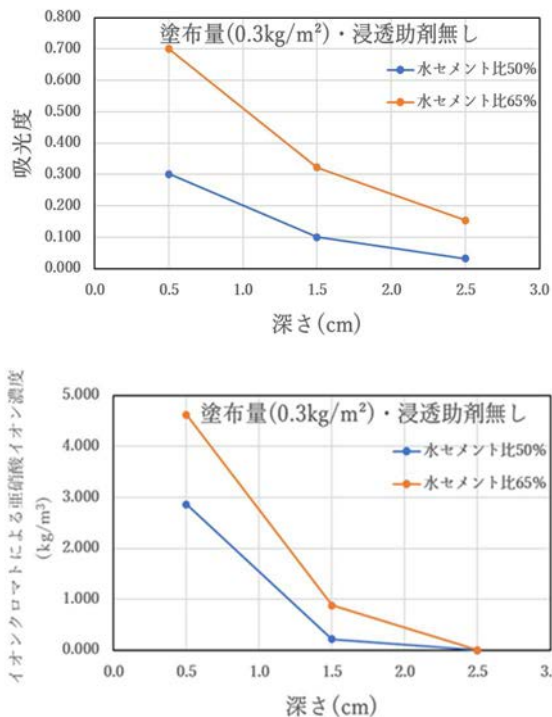 塗布量(0.3kg/m²)・浸透助剤無し
水セメント比50%
水セメント比65%
吸光度
0.800
0.700
0.600
0.500
0.400
0.300
0.200
0.100
0.000
0.0 0.5 1.0 1.5 2.0 2.5 3.0
深さ(cm)
塗布量(0.3kg/m²)・浸透助剤無し
水セメント比50%
水セメント比65%
イオンクロマトによる亜硝酸イオン濃度
(kg/m³)
5.000
4.000
3.000
2.000
1.000
0.000
0.0 0.5 1.0 1.5 2.0 2.5 3.
深さ(cm)